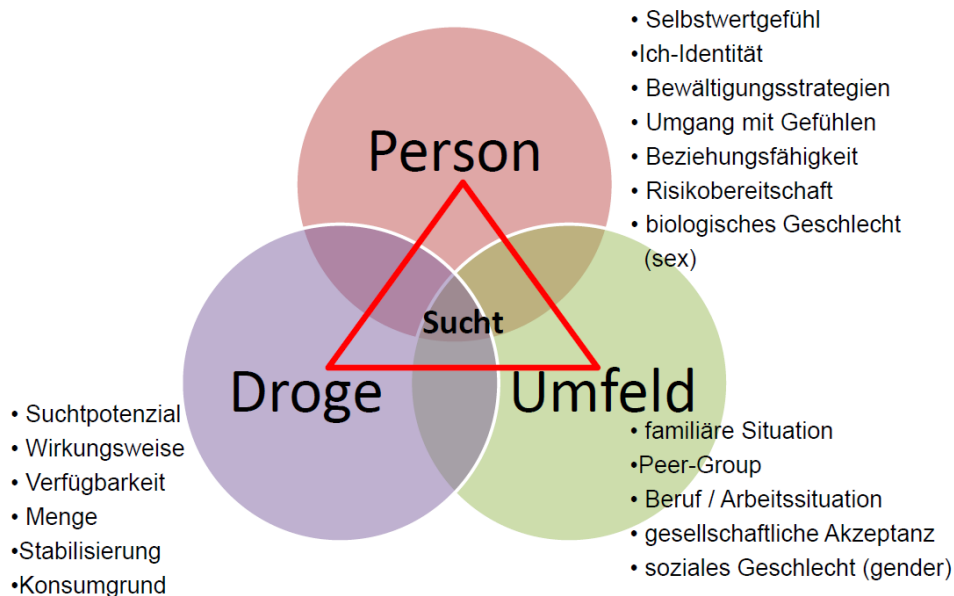 • Selbstwertgefühl
•Ich-Identität
• Bewältigungsstrategien
• Umgang mit Gefühlen
• Beziehungsfähigkeit
• Risikobereitschaft
• biologisches Geschlecht
(sex)
Person
Sucht
Droge
Umfeld
• Suchtpotenzial
• Wirkungsweise
• Verfügbarkeit
• Menge
•Stabilisierung
•Konsumgrund
• familiäre Situation
•Peer-Group
• Beruf / Arbeitssituation
• gesellschaftliche Akzeptanz
• soziales Geschlecht (gender)